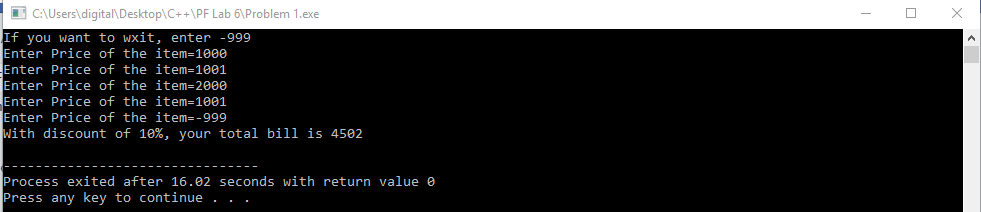 C:\Users\digital\Desktop\C++\PF Lab 6\Problem 1.exe
If you want to wxit, enter -999
Enter Price of the item=1000
Enter Price of the item=1001
Enter Price of the item=2000
Enter Price of the item=1001
Enter Price of the item=-999
With discount of 10%, your total bill is 4502
--------------------------------
Process exited after 16.02 seconds with return value 0
Press any key to continue . . .